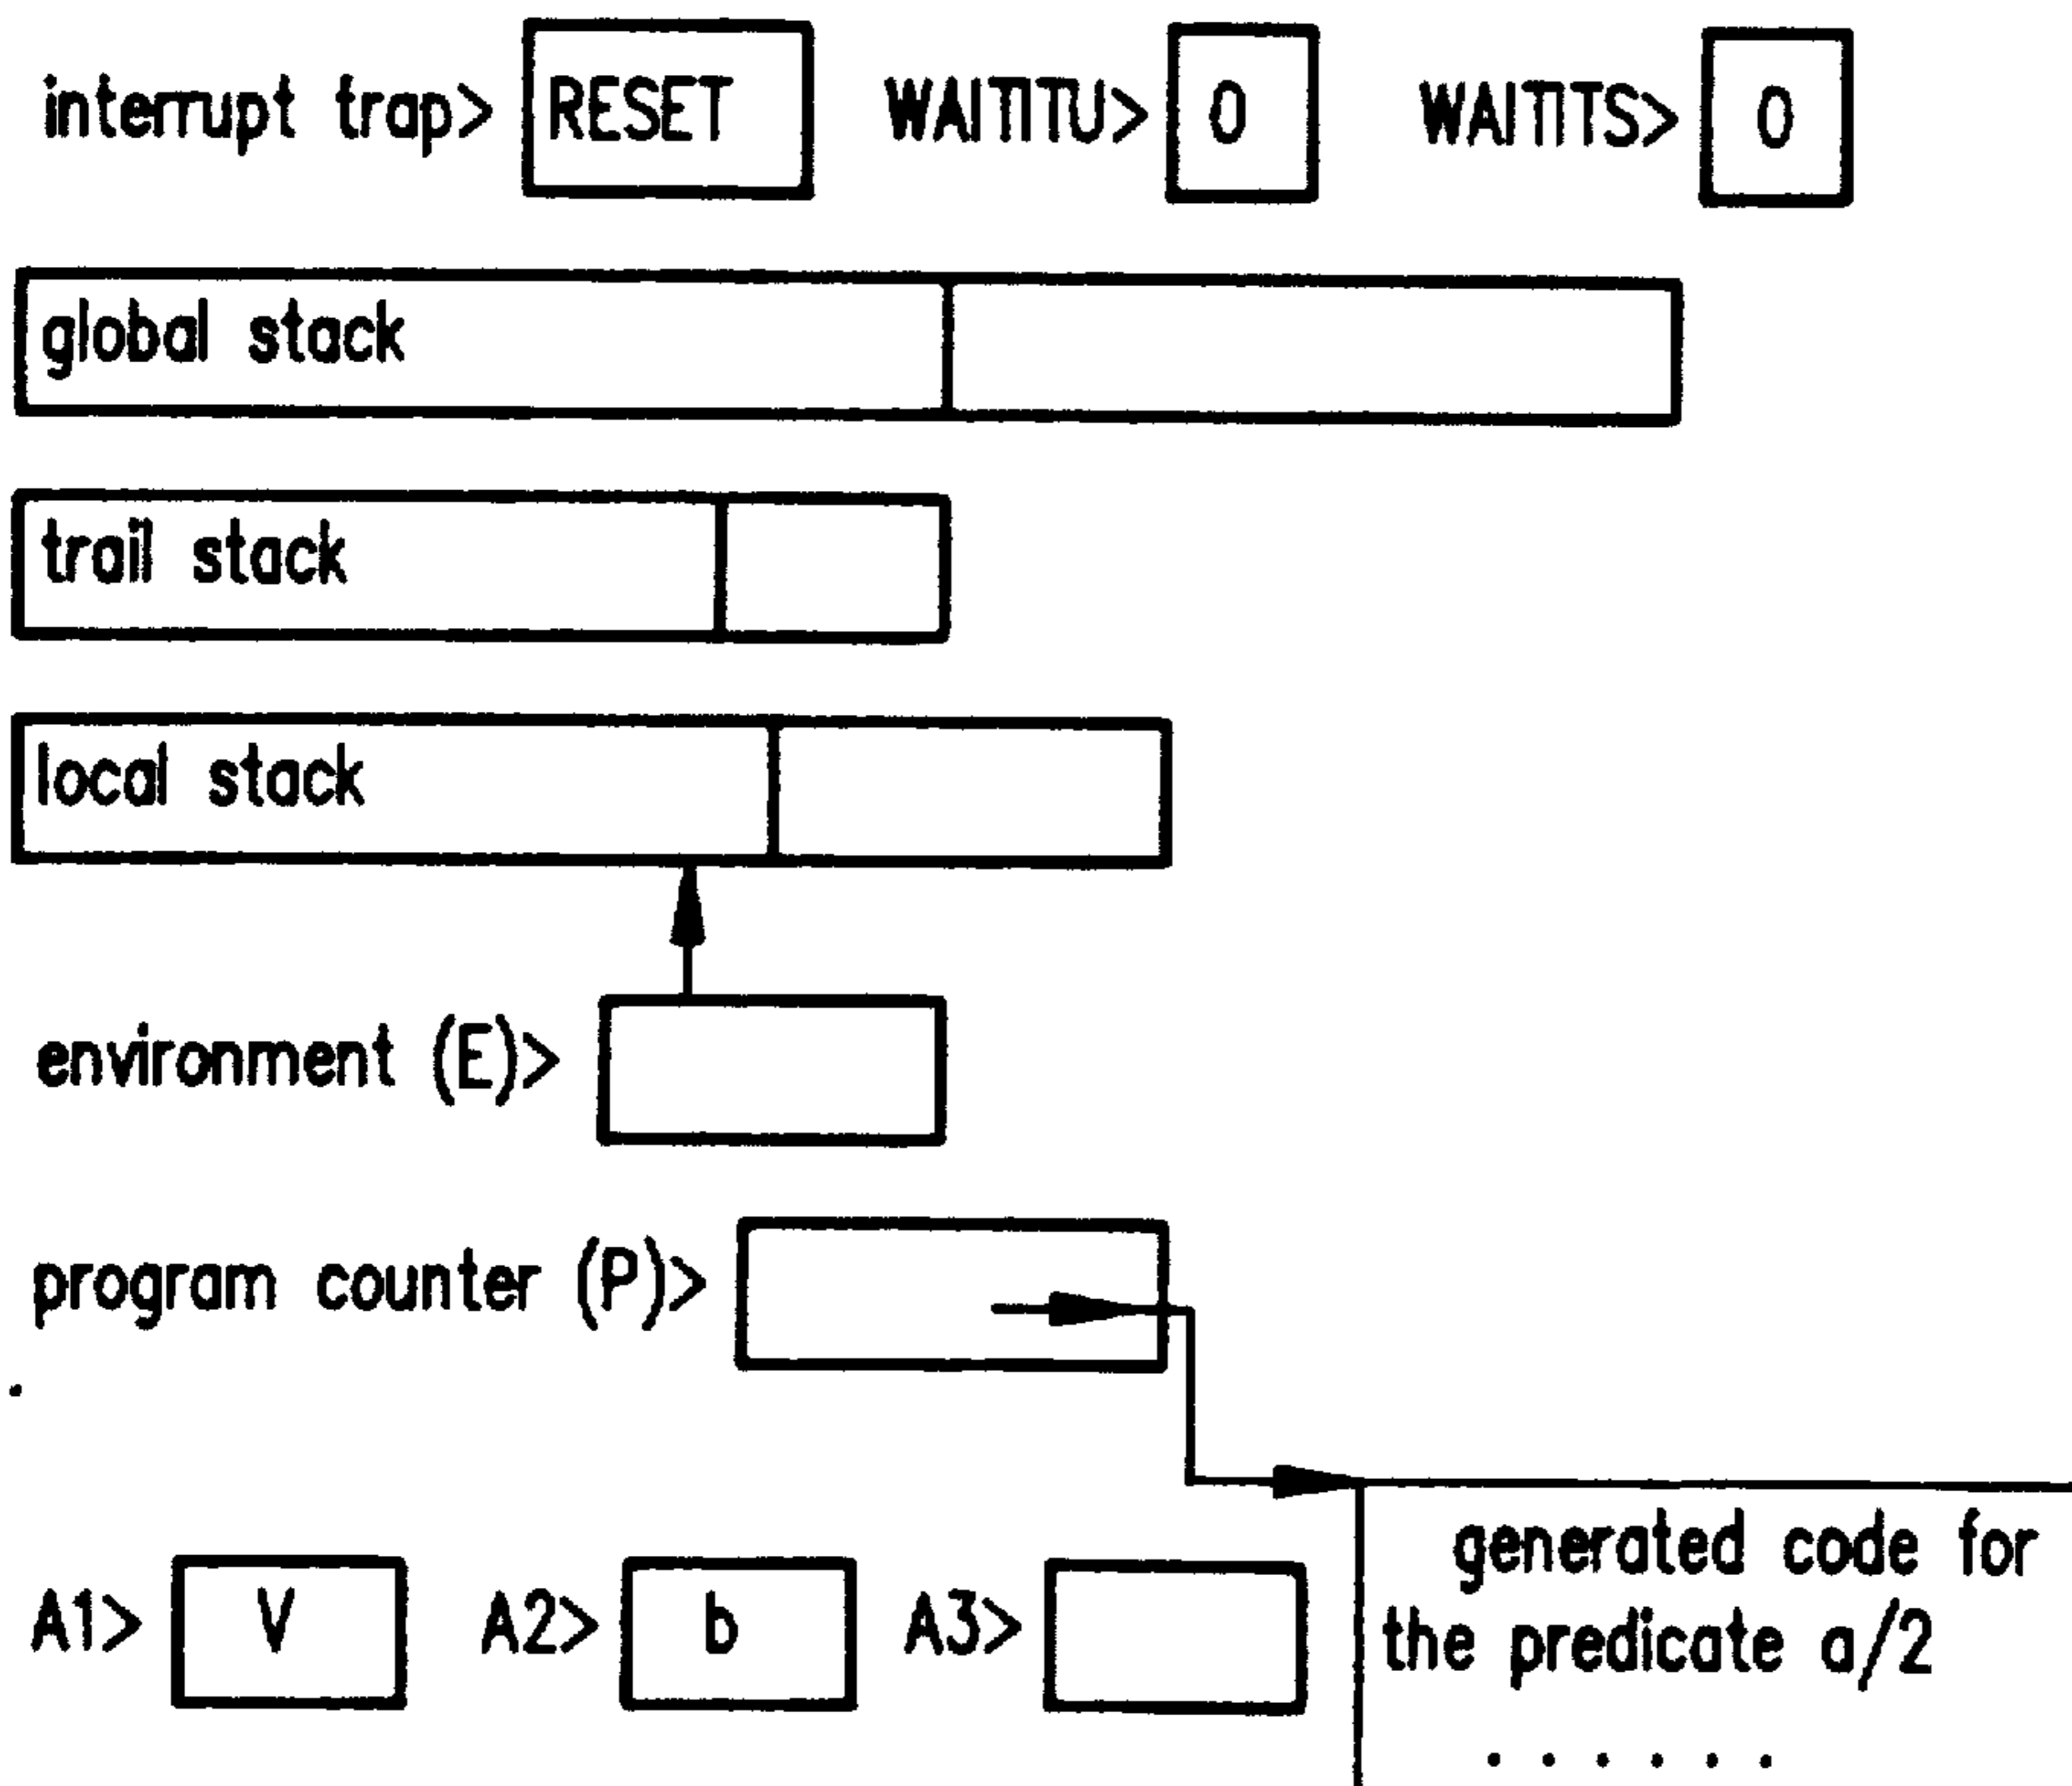 interrupt trap> RESET WAITITU> 0 WAITITS> 0
global stack
trail stack
local stack
environment (E)>
program counter (P)>
generated code for
A1> V A2> b A3> the predicate a/2
. . . . . .